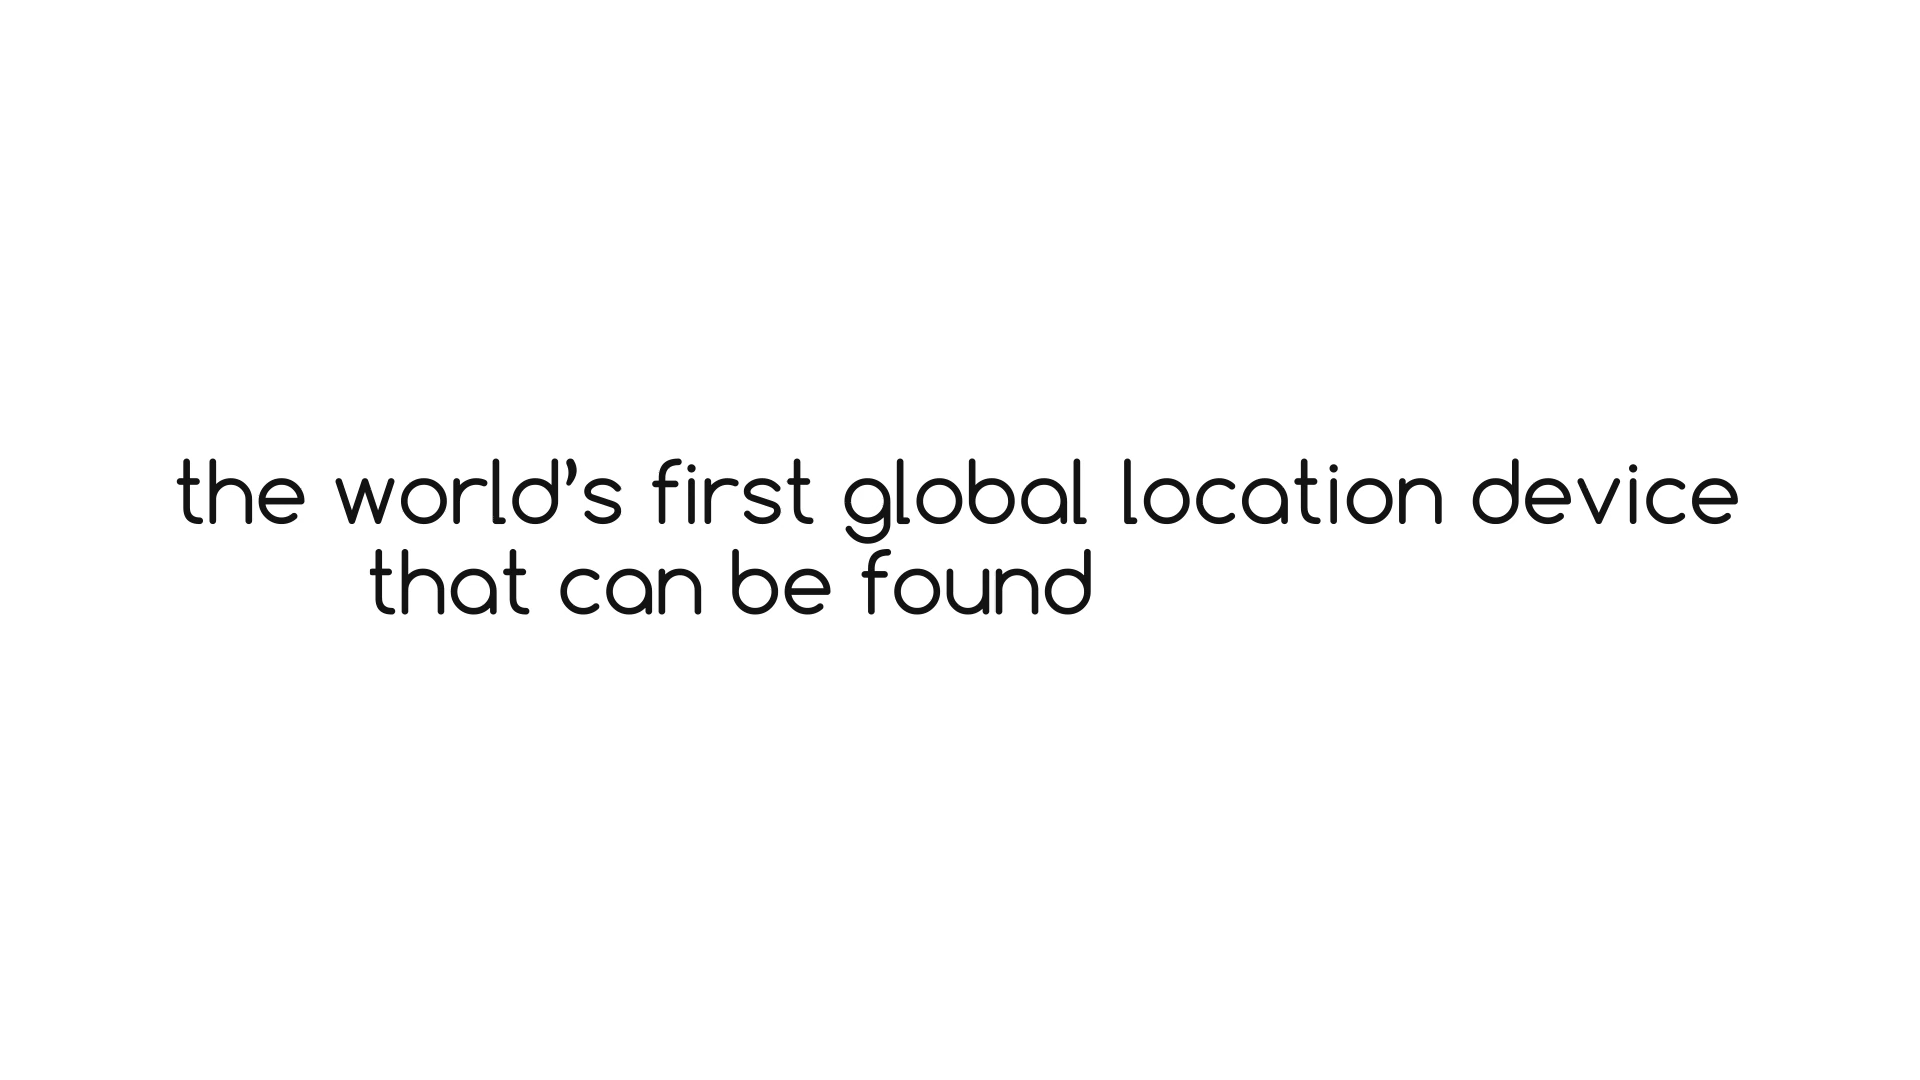 the world’s first global location device
that can be found